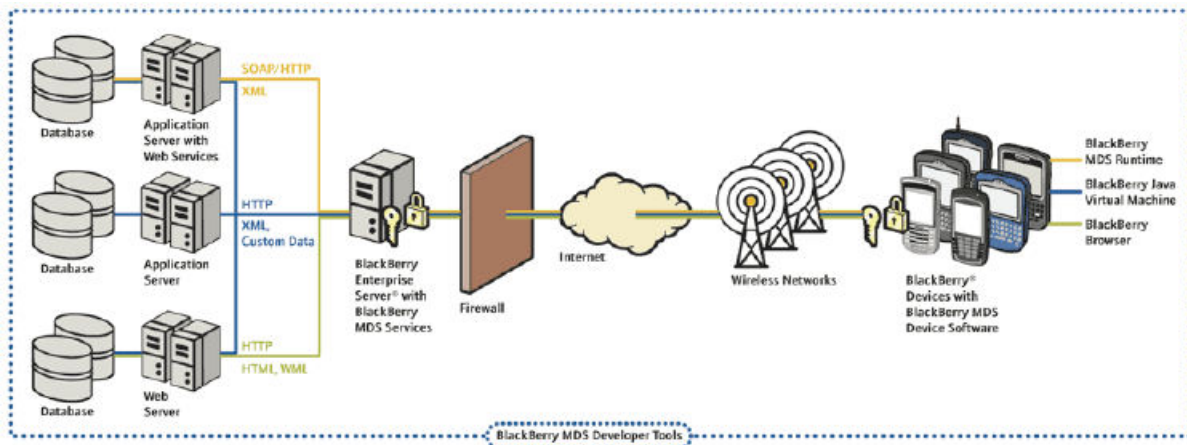 SOAP/HTTP
XML
Database
Application
Server with
Web Services
HTTP
XML,
Custom Data
Database
Application
Server
HTTP
HTML, WML
Database
Web
Server
BlackBerry
Enterprise
Server® with
BlackBerry
MDS Services
Firewall
Internet
Wireless Networks
BlackBerry®
Devices with
BlackBerry MDS
Device Software
BlackBerry
MDS Runtime
BlackBerry Java
Virtual Machine
BlackBerry
Browser
BlackBerry MDS Developer Tools